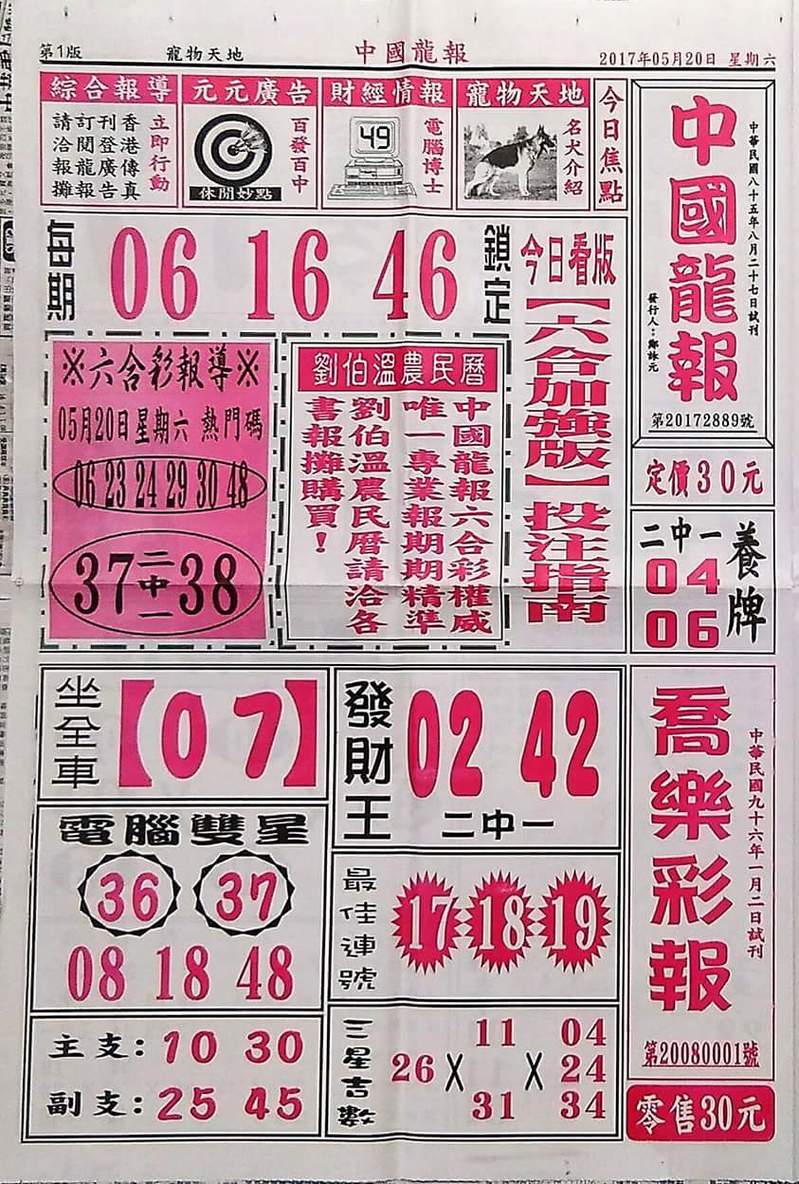 第1版
寵物天地
中國龍報
2017年05月20日 星期六
綜合報導
立即行動
香港傳真
刊登廣告
訂閱龍報
請洽報攤
元元廣告
百發百中
休閒妙點
財經情報
49
電腦博士
寵物天地
名犬介紹
今日焦點
中國龍報
中華民國八十五年八月二十七日試刊
發行人:鄭詠元
第20172889號
定價30元
每期
06 16 46
鎖定
今日看版
【六合加強版】投注指南
※六合彩報導※
05月20日星期六 熱門碼
06 23 24 29 30 48
37二中一38
劉伯溫農民曆
中國龍報六合彩權威
唯一專業報期期精準
劉伯溫農民曆請洽各
書報攤購買!
養牌
二中一
04
06
坐全車
【07】
發財王
02 42
二中一
電腦雙星
36 37
08 18 48
最佳連號
17 18 19
主支:10 30
副支:25 45
三星吉數
11 04
26 X X 24
31 34
喬樂彩報
中華民國九十六年一月二日試刊
第20080001號
零售30元